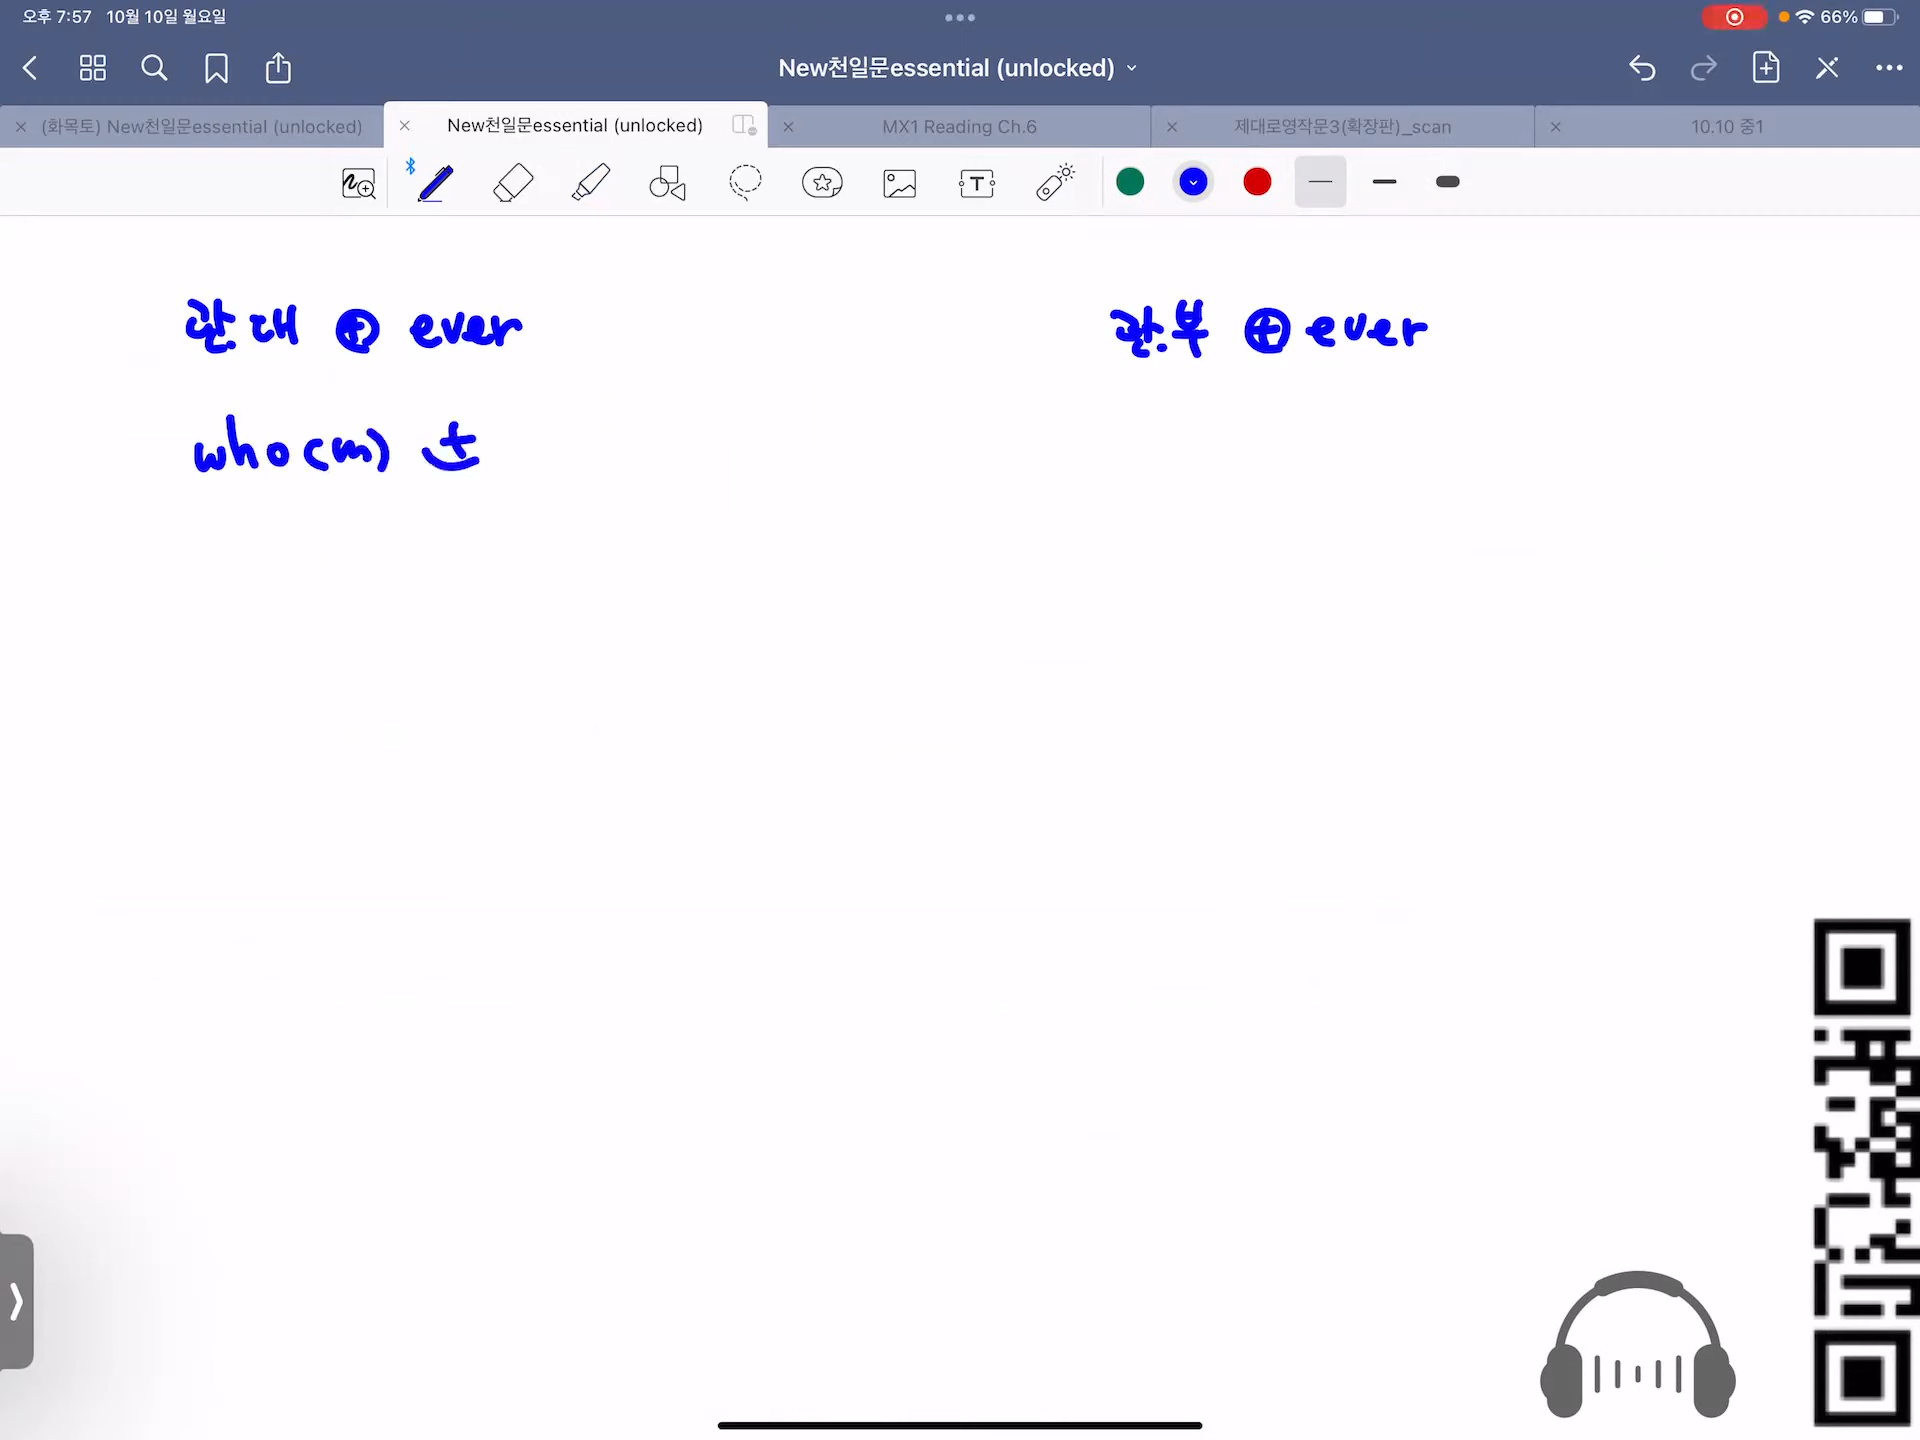 오후 7:57 10월 10일 월요일
66%
New천일문essential (unlocked)
(화목토) New천일문essential (unlocked)
New천일문essential (unlocked)
MX1 Reading Ch.6
제대로영작문3(확장판)_scan
10.10 중1
관.대 ⊕ ever
관.부 ⊕ ever
who(m)